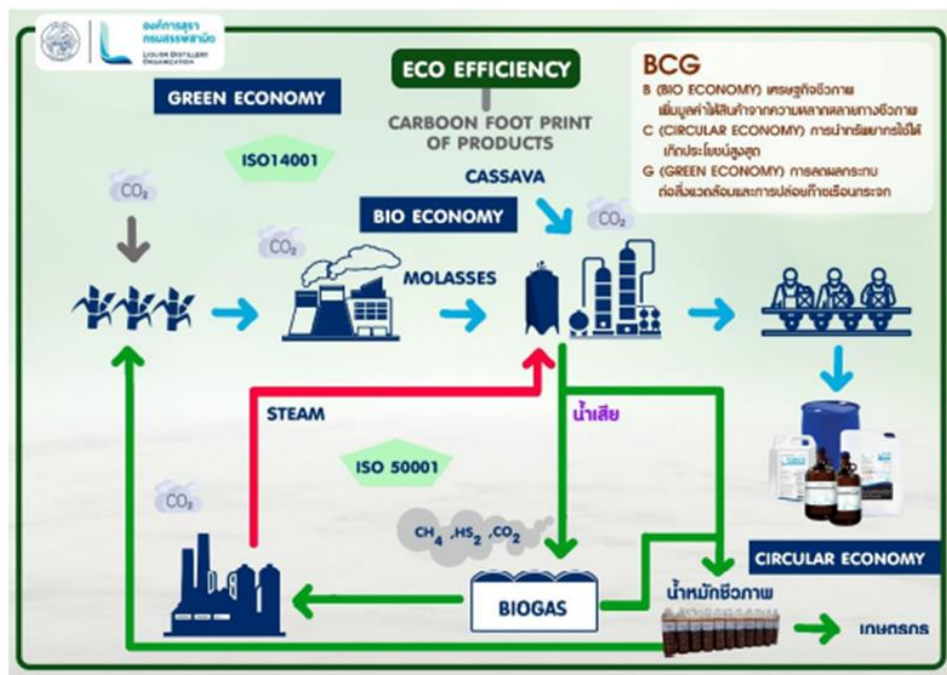 องค์การสุรา
กรมสรรพสามิต
LIQUOR DISTILLERY
ORGANIZATION
ECO EFFICIENCY
GREEN ECONOMY
CARBOON FOOT PRINT
OF PRODUCTS
BCG
B (BIO ECONOMY) เศรษฐกิจชีวภาพ
เพิ่มมูลค่าให้สินค้าจากความหลากหลายทางชีวภาพ
C (CIRCULAR ECONOMY) การนำทรัพยากรใช้ให้
เกิดประโยชน์สูงสุด
G (GREEN ECONOMY) การลดผลกระทบ
ต่อสิ่งแวดล้อมและการปล่อยก๊าซเรือนกระจก
ISO14001
CASSAVA
CO2
BIO ECONOMY
CO2
CO2
MOLASSES
STEAM
น้ำเสีย
ISO 50001
CO2
CH4 ,HS2 ,CO2
CIRCULAR ECONOMY
BIOGAS
น้ำหมักชีวภาพ
เกษตรกร